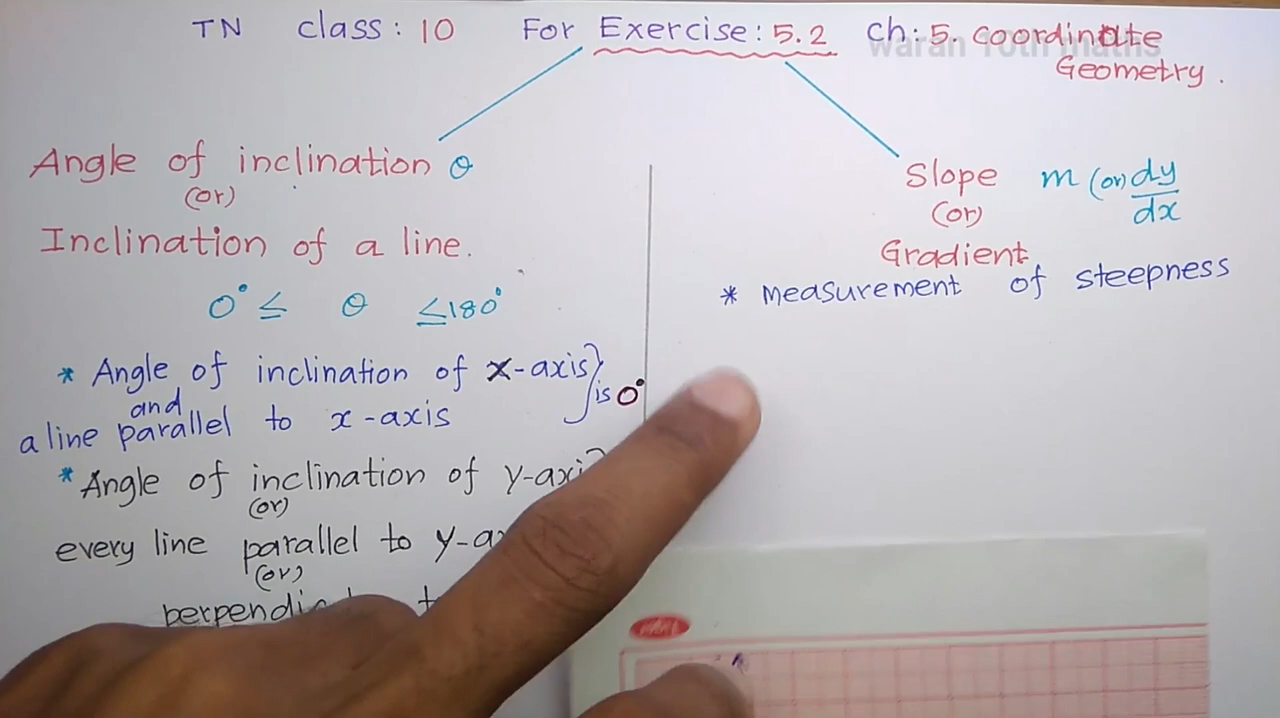 TN class: 10 For Exercise: 5.2 ch: 5. coordinate
Geometry.
Angle of inclination θ
(or)
Inclination of a line.
0° ≤ θ ≤ 180°
* Angle of inclination of x-axis
and
a line parallel to x-axis } is 0°
* Angle of inclination of y-axi
(or)
every line parallel to y-a
(or)
Slope m (or) dy/dx
(or)
Gradient
* measurement of steepness